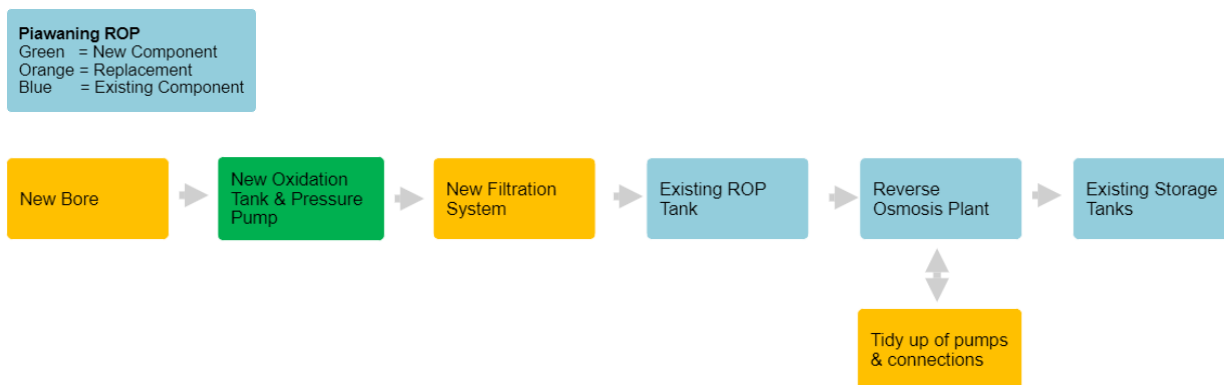 Piawaning ROP
Green = New Component
Orange = Replacement
Blue = Existing Component
New Bore
New Oxidation
Tank & Pressure
Pump
New Filtration
System
Existing ROP
Tank
Reverse
Osmosis Plant
Existing Storage
Tanks
Tidy up of pumps
& connections